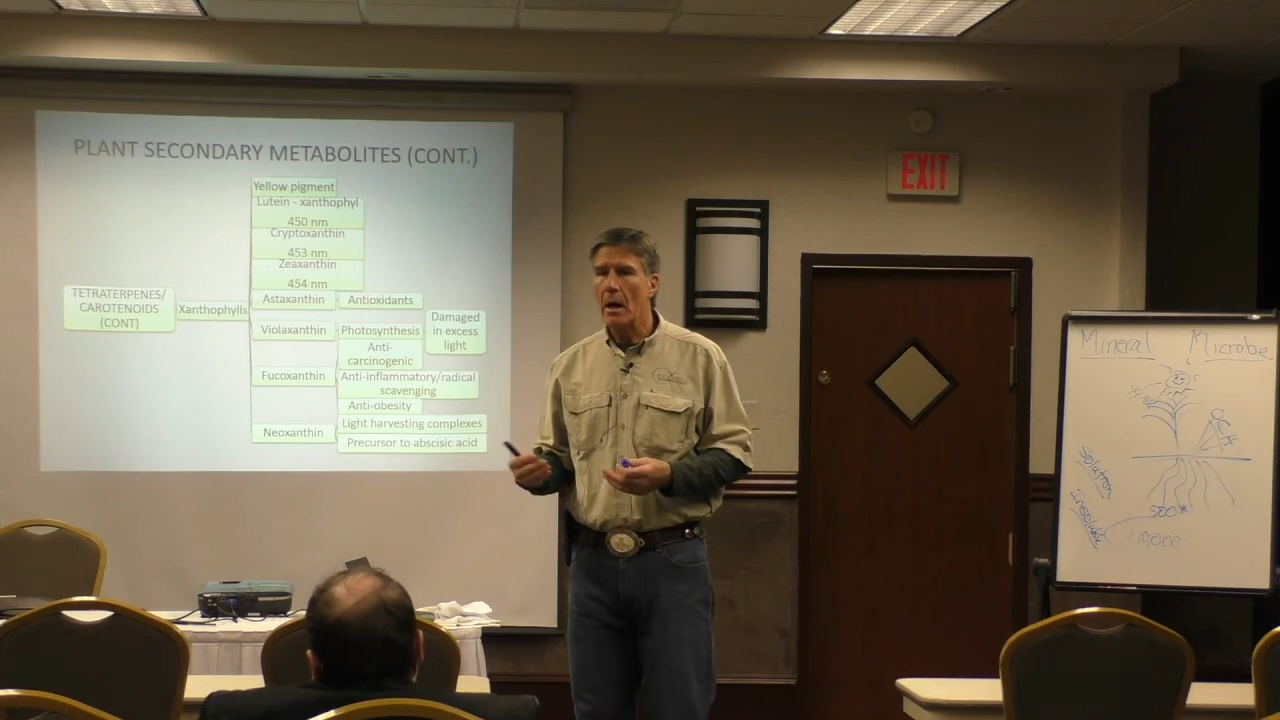 PLANT SECONDARY METABOLITES (CONT.)
Yellow pigment
Lutein - xanthophyl
450 nm
Cryptoxanthin
453 nm
Zeaxanthin
454 nm
TETRATERPENES/
CAROTENOIDS
(CONT)
Xanthophylls
Astaxanthin
Antioxidants
Violaxanthin
Photosynthesis
Damaged
in excess
light
Anti-
carcinogenic
Fucoxanthin
Anti-inflammatory/radical
scavenging
Anti-obesity
Neoxanthin
Light harvesting complexes
Precursor to abscisic acid
EXIT
Mineral Microbe
solution
insoluble
500#
10,000